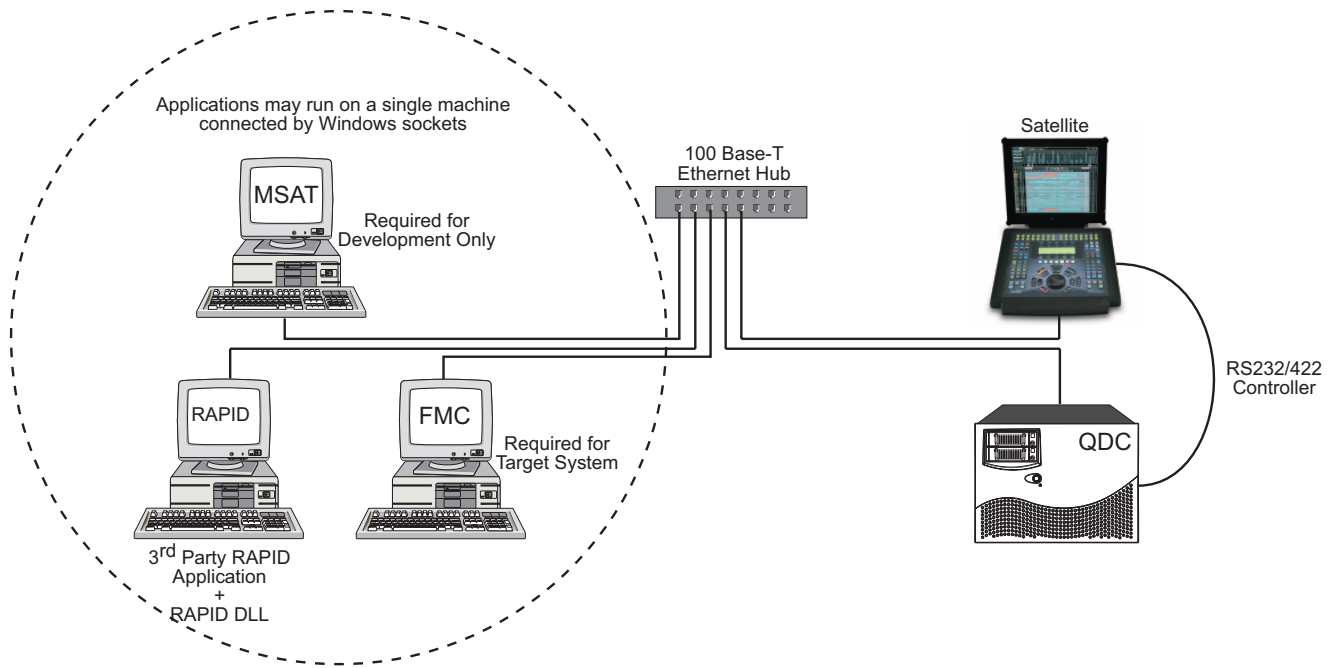 Applications may run on a single machine
connected by Windows sockets
MSAT
Required for
Development Only
100 Base-T
Ethernet Hub
Satellite
RAPID
FMC
Required for
Target System
RS232/422
Controller
QDC
3rd Party RAPID
Application
+
RAPID DLL